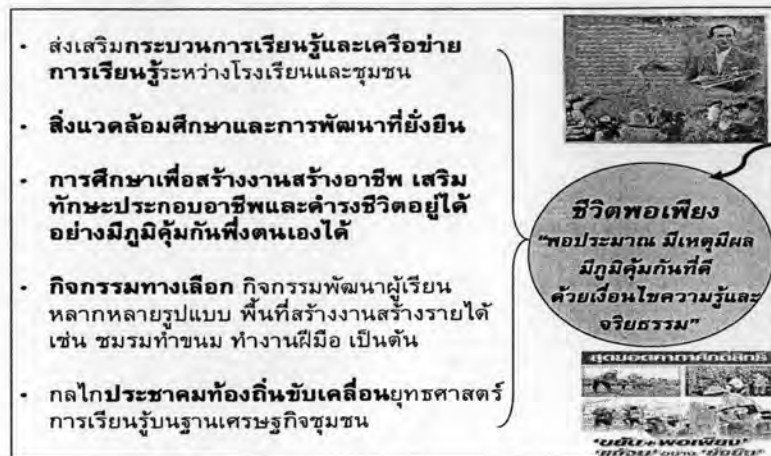 • ส่งเสริมกระบวนการเรียนรู้และเครือข่าย
การเรียนรู้ระหว่างโรงเรียนและชุมชน
• สิ่งแวดล้อมศึกษาและการพัฒนาที่ยั่งยืน
• การศึกษาเพื่อสร้างงานสร้างอาชีพ เสริม
ทักษะประกอบอาชีพและดำรงชีวิตอยู่ได้
อย่างมีภูมิคุ้มกันพึ่งตนเองได้
• กิจกรรมทางเลือก กิจกรรมพัฒนาผู้เรียน
หลากหลายรูปแบบ พื้นที่สร้างงานสร้างรายได้
เช่น ชมรมทำขนม ทำงานฝีมือ เป็นต้น
• กลไกประชาคมท้องถิ่นขับเคลื่อนยุทธศาสตร์
การเรียนรู้บนฐานเศรษฐกิจชุมชน
ชีวิตพอเพียง
"พอประมาณ มีเหตุมีผล
มีภูมิคุ้มกันที่ดี
ด้วยเงื่อนไขความรู้และ
จริยธรรม"
สุดยอดคาถาศักดิ์สิทธิ์